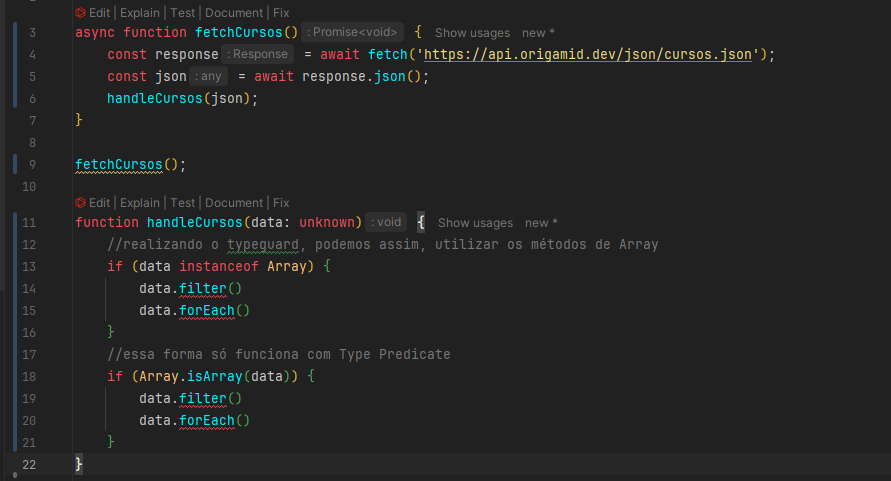 Edit | Explain | Test | Document | Fix
3 async function fetchCursos() : Promise<void> { Show usages new *
4 const response : Response = await fetch('https://api.origamid.dev/json/cursos.json');
5 const json : any = await response.json();
6 handleCursos(json);
7 }
8
9 fetchCursos();
10
Edit | Explain | Test | Document | Fix
11 function handleCursos(data: unknown) : void { Show usages new *
12 //realizando o typeguard, podemos assim, utilizar os métodos de Array
13 if (data instanceof Array) {
14 data.filter()
15 data.forEach()
16 }
17 //essa forma só funciona com Type Predicate
18 if (Array.isArray(data)) {
19 data.filter()
20 data.forEach()
21 }
22 }